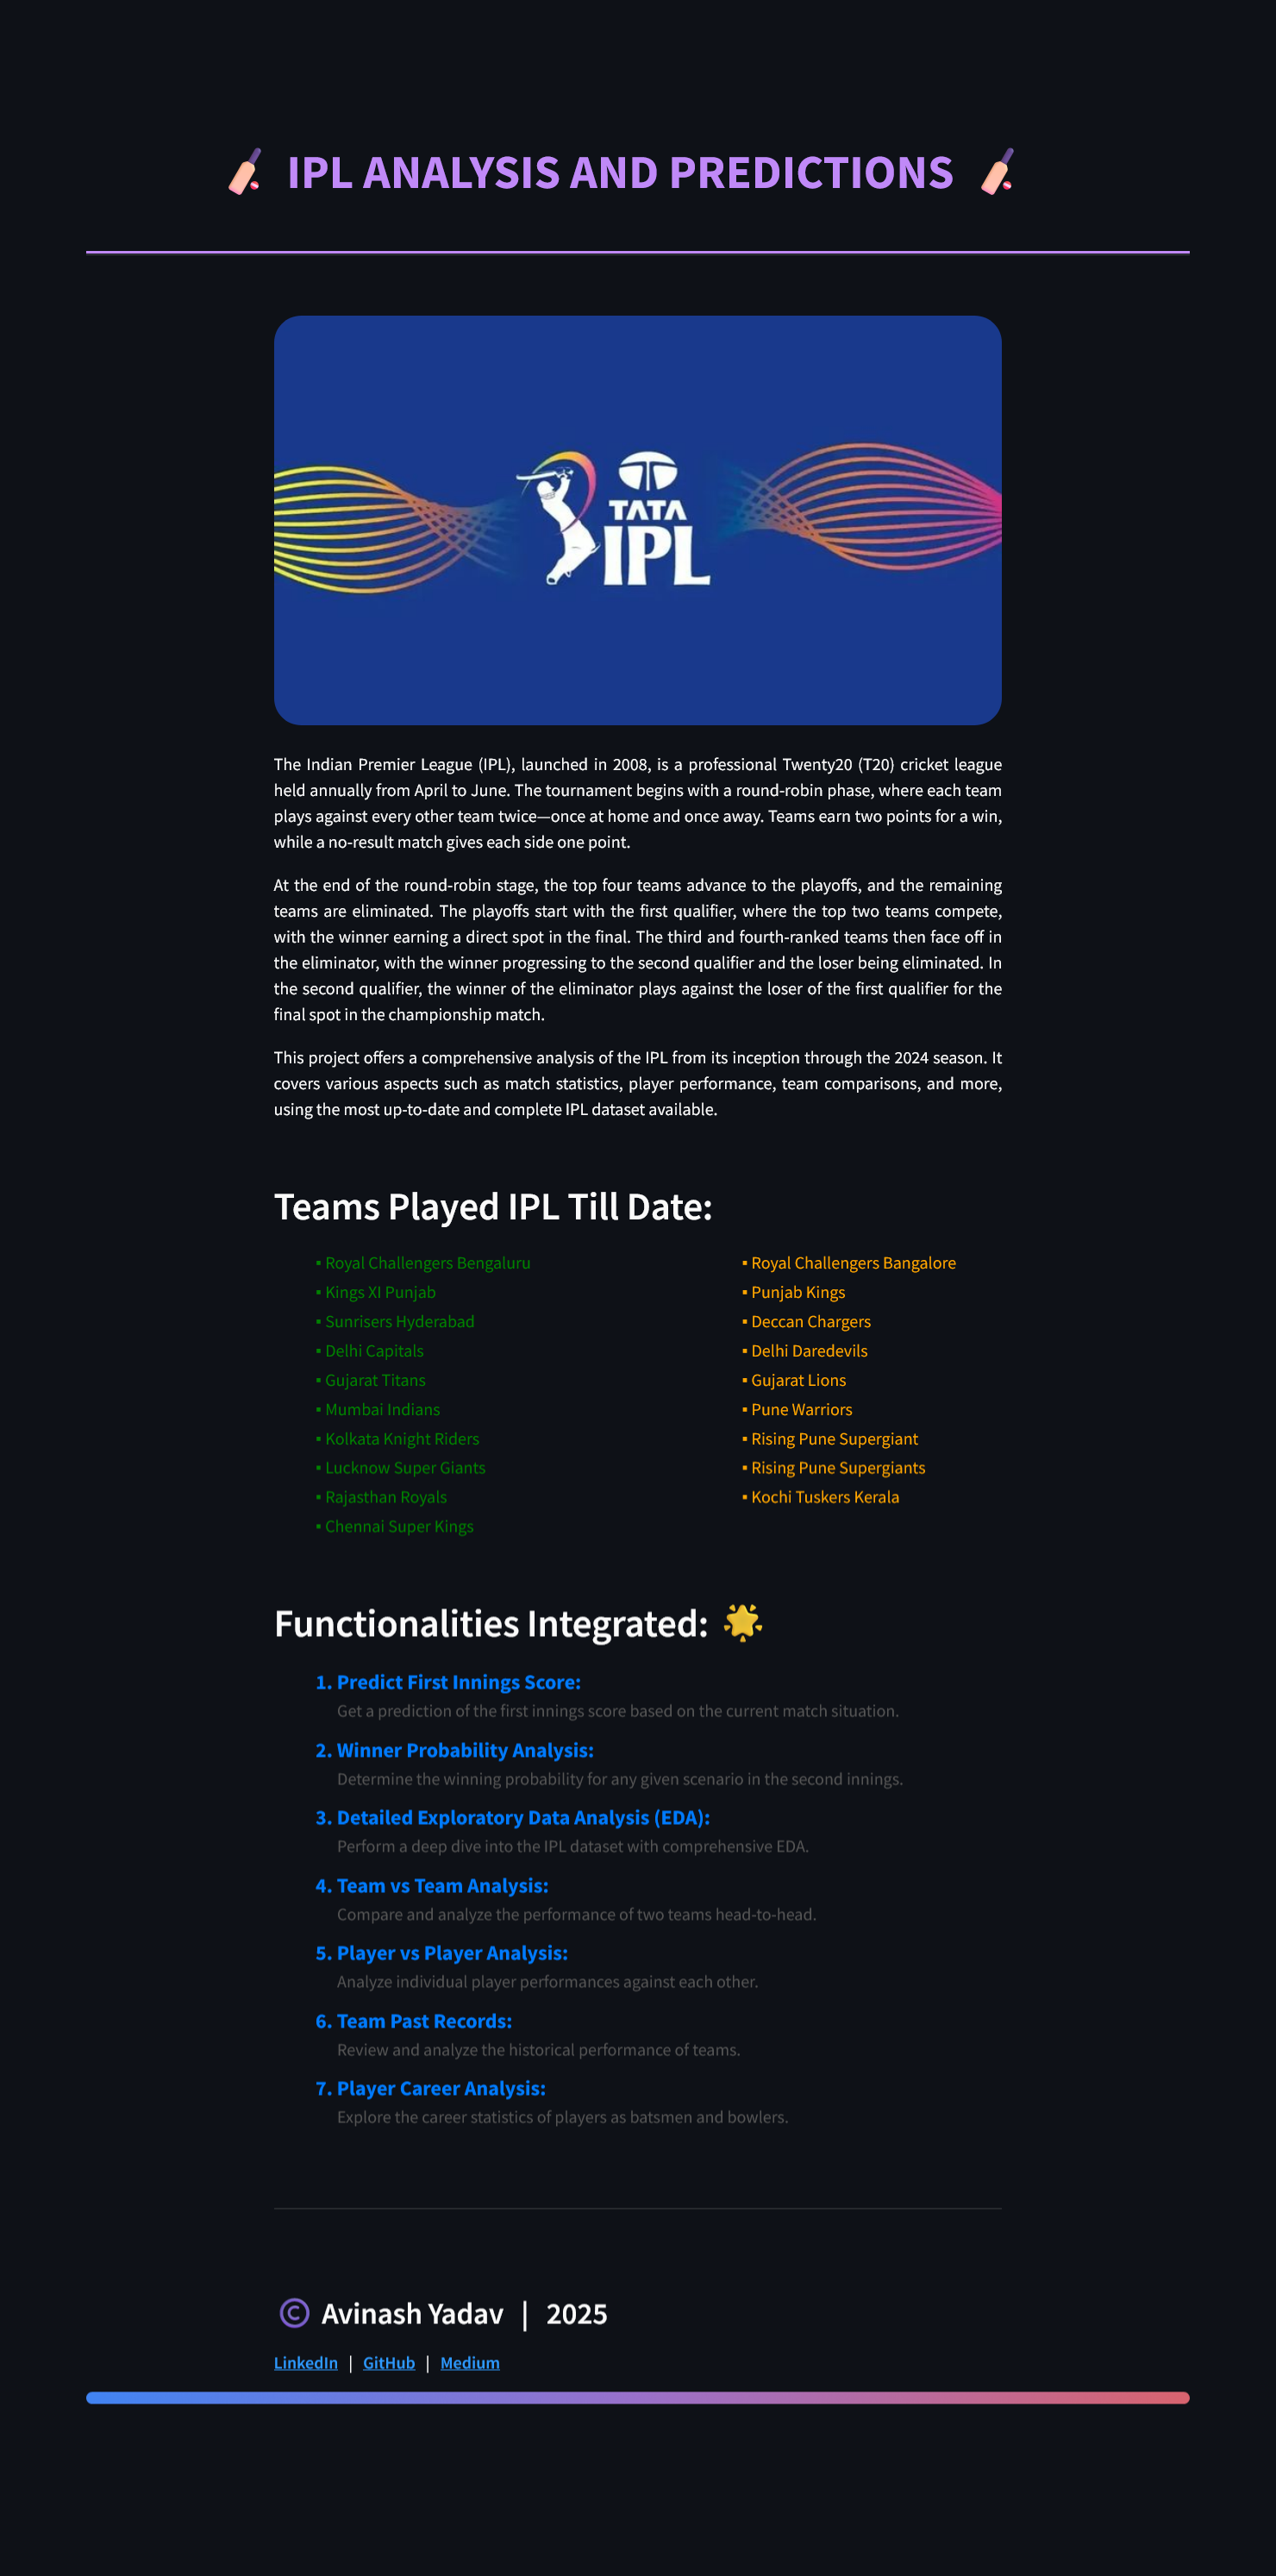 IPL ANALYSIS AND PREDICTIONS
TATA
IPL
The Indian Premier League (IPL), launched in 2008, is a professional Twenty20 (T20) cricket league
held annually from April to June. The tournament begins with a round-robin phase, where each team
plays against every other team twice—once at home and once away. Teams earn two points for a win,
while a no-result match gives each side one point.
At the end of the round-robin stage, the top four teams advance to the playoffs, and the remaining
teams are eliminated. The playoffs start with the first qualifier, where the top two teams compete,
with the winner earning a direct spot in the final. The third and fourth-ranked teams then face off in
the eliminator, with the winner progressing to the second qualifier and the loser being eliminated. In
the second qualifier, the winner of the eliminator plays against the loser of the first qualifier for the
final spot in the championship match.
This project offers a comprehensive analysis of the IPL from its inception through the 2024 season. It
covers various aspects such as match statistics, player performance, team comparisons, and more,
using the most up-to-date and complete IPL dataset available.
Teams Played IPL Till Date:
▪ Royal Challengers Bengaluru
▪ Kings XI Punjab
▪ Sunrisers Hyderabad
▪ Delhi Capitals
▪ Gujarat Titans
▪ Mumbai Indians
▪ Kolkata Knight Riders
▪ Lucknow Super Giants
▪ Rajasthan Royals
▪ Chennai Super Kings
▪ Royal Challengers Bangalore
▪ Punjab Kings
▪ Deccan Chargers
▪ Delhi Daredevils
▪ Gujarat Lions
▪ Pune Warriors
▪ Rising Pune Supergiant
▪ Rising Pune Supergiants
▪ Kochi Tuskers Kerala
Functionalities Integrated:
1. Predict First Innings Score:
Get a prediction of the first innings score based on the current match situation.
2. Winner Probability Analysis:
Determine the winning probability for any given scenario in the second innings.
3. Detailed Exploratory Data Analysis (EDA):
Perform a deep dive into the IPL dataset with comprehensive EDA.
4. Team vs Team Analysis:
Compare and analyze the performance of two teams head-to-head.
5. Player vs Player Analysis:
Analyze individual player performances against each other.
6. Team Past Records:
Review and analyze the historical performance of teams.
7. Player Career Analysis:
Explore the career statistics of players as batsmen and bowlers.
© Avinash Yadav | 2025
LinkedIn | GitHub | Medium